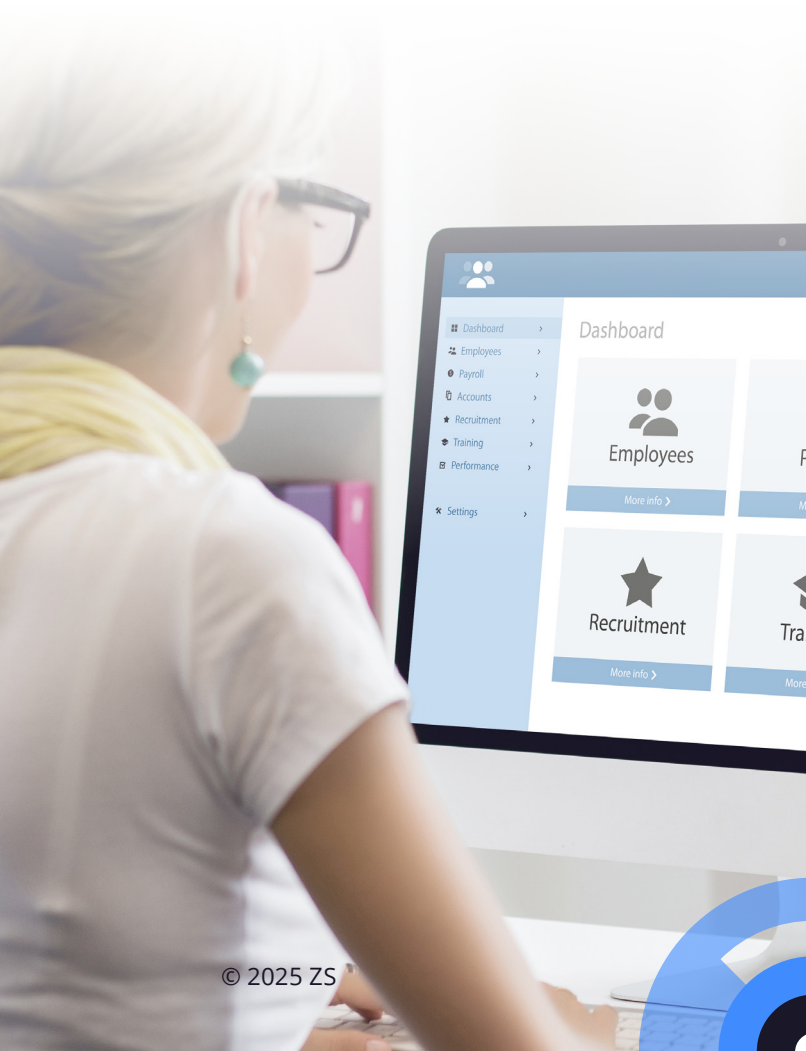 Dashboard
Employees
Payroll
Accounts
Recruitment
Training
Performance
Settings
Dashboard
Employees
More info
Recruitment
More info
© 2025 ZS